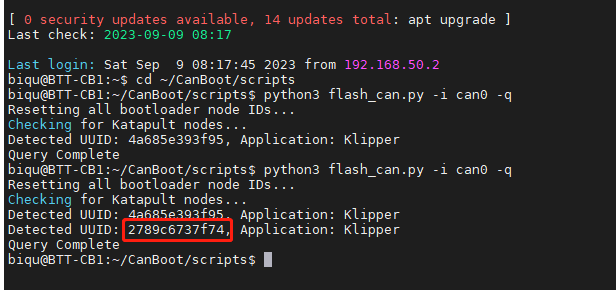 [ 0 security updates available, 14 updates total: apt upgrade ]
Last check: 2023-09-09 08:17
Last login: Sat Sep  9 08:17:45 2023 from 192.168.50.2
biqu@BTT-CB1:~$ cd ~/CanBoot/scripts
biqu@BTT-CB1:~/CanBoot/scripts$ python3 flash_can.py -i can0 -q
Resetting all bootloader node IDs...
Checking for Katapult nodes...
Detected UUID: 4a685e393f95, Application: Klipper
Query Complete
biqu@BTT-CB1:~/CanBoot/scripts$ python3 flash_can.py -i can0 -q
Resetting all bootloader node IDs...
Checking for Katapult nodes...
Detected UUID: 4a685e393f95, Application: Klipper
Detected UUID: 2789c6737f74, Application: Klipper
Query Complete
biqu@BTT-CB1:~/CanBoot/scripts$